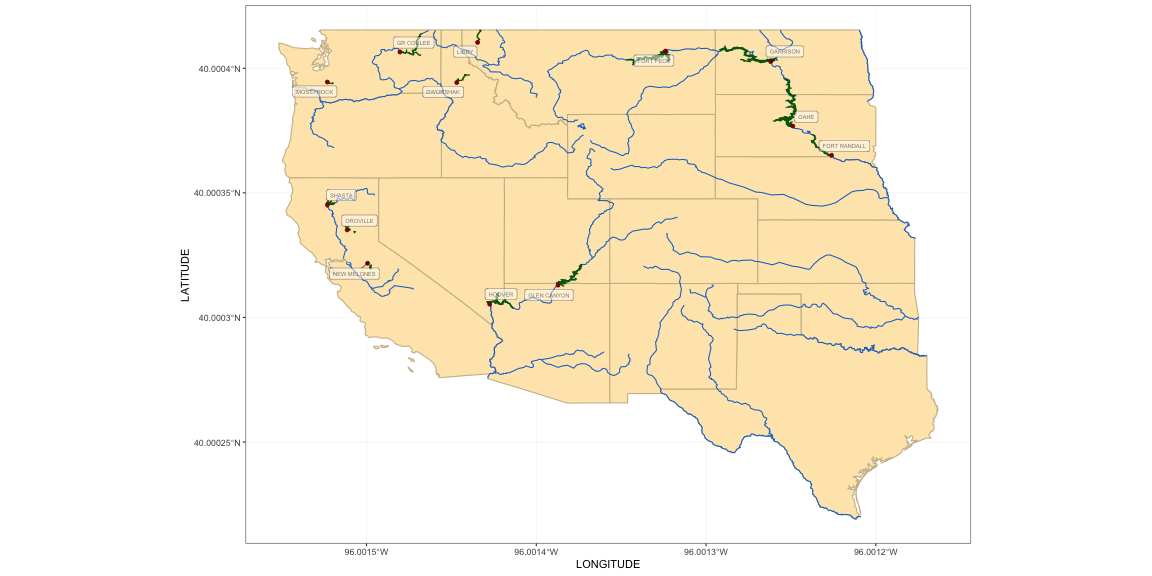 GR COULEE
LIBBY
FORT PECK
GARRISON
40.0004°N
MOSSYROCK
DWORSHAK
OAHE
FORT RANDALL
40.00035°N
SHASTA
OROVILLE
LATITUDE
NEW MELONES
HOOVER
GLEN CANYON
40.0003°N
40.00025°N
96.0015°W
96.0014°W
96.0013°W
96.0012°W
LONGITUDE